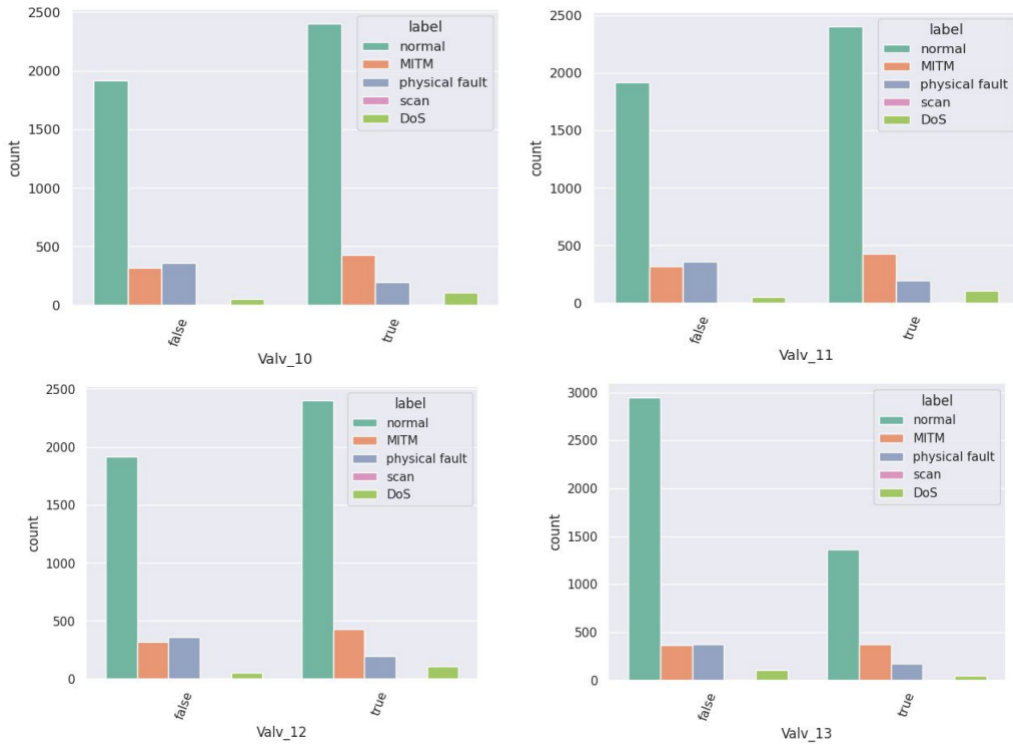 2500
2000
1500
1000
500
0
count
label
normal
MITM
physical fault
scan
DoS
false
true
Valv_10
2500
2000
1500
1000
500
0
count
label
normal
MITM
physical fault
scan
DoS
false
true
Valv_11
2500
2000
1500
1000
500
0
count
label
normal
MITM
physical fault
scan
DoS
false
true
Valv_12
3000
2500
2000
1500
1000
500
0
count
label
normal
MITM
physical fault
scan
DoS
false
true
Valv_13